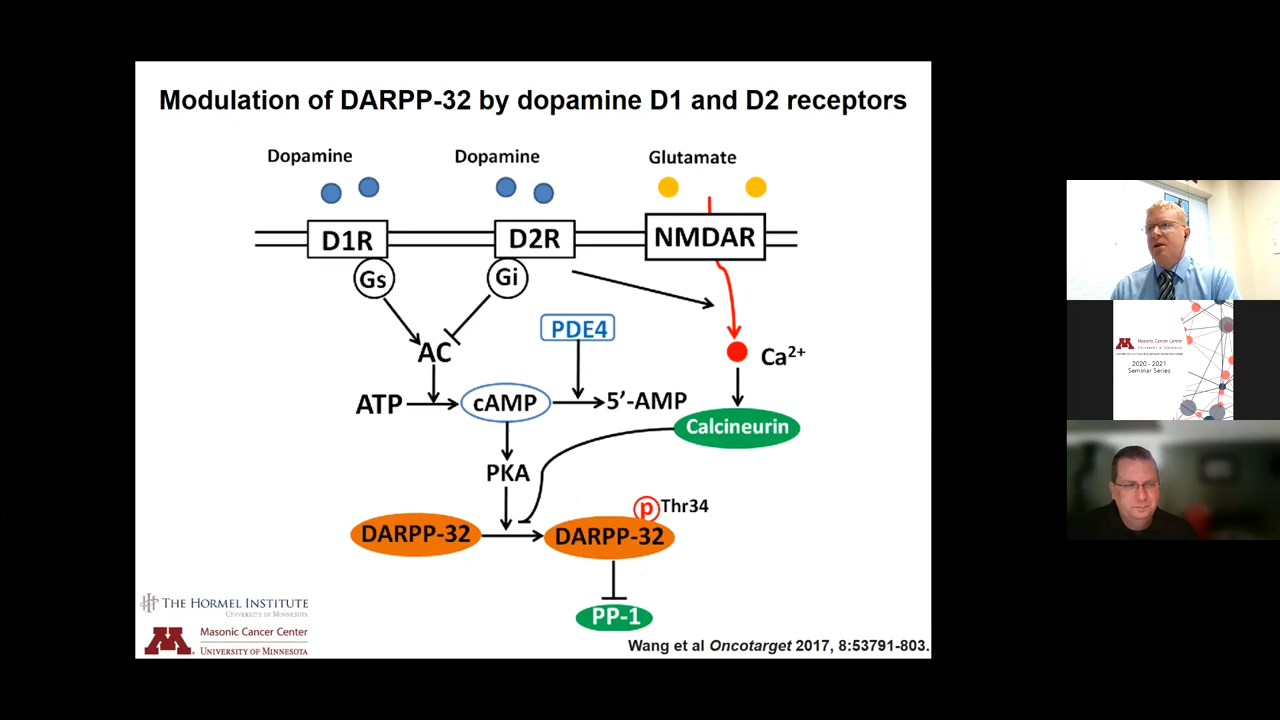 Modulation of DARPP-32 by dopamine D1 and D2 receptors
Dopamine
Dopamine
Glutamate
D1R
D2R
NMDAR
Gs
Gi
PDE4
AC
Ca²⁺
ATP
cAMP
5’-AMP
Calcineurin
PKA
p
Thr34
DARPP-32
DARPP-32
PP-1
THE HORMEL INSTITUTE
UNIVERSITY OF MINNESOTA
Masonic Cancer Center
UNIVERSITY OF MINNESOTA
Wang et al Oncotarget 2017, 8:53791-803.
Masonic Cancer Center
2020 - 2021
Seminar Series